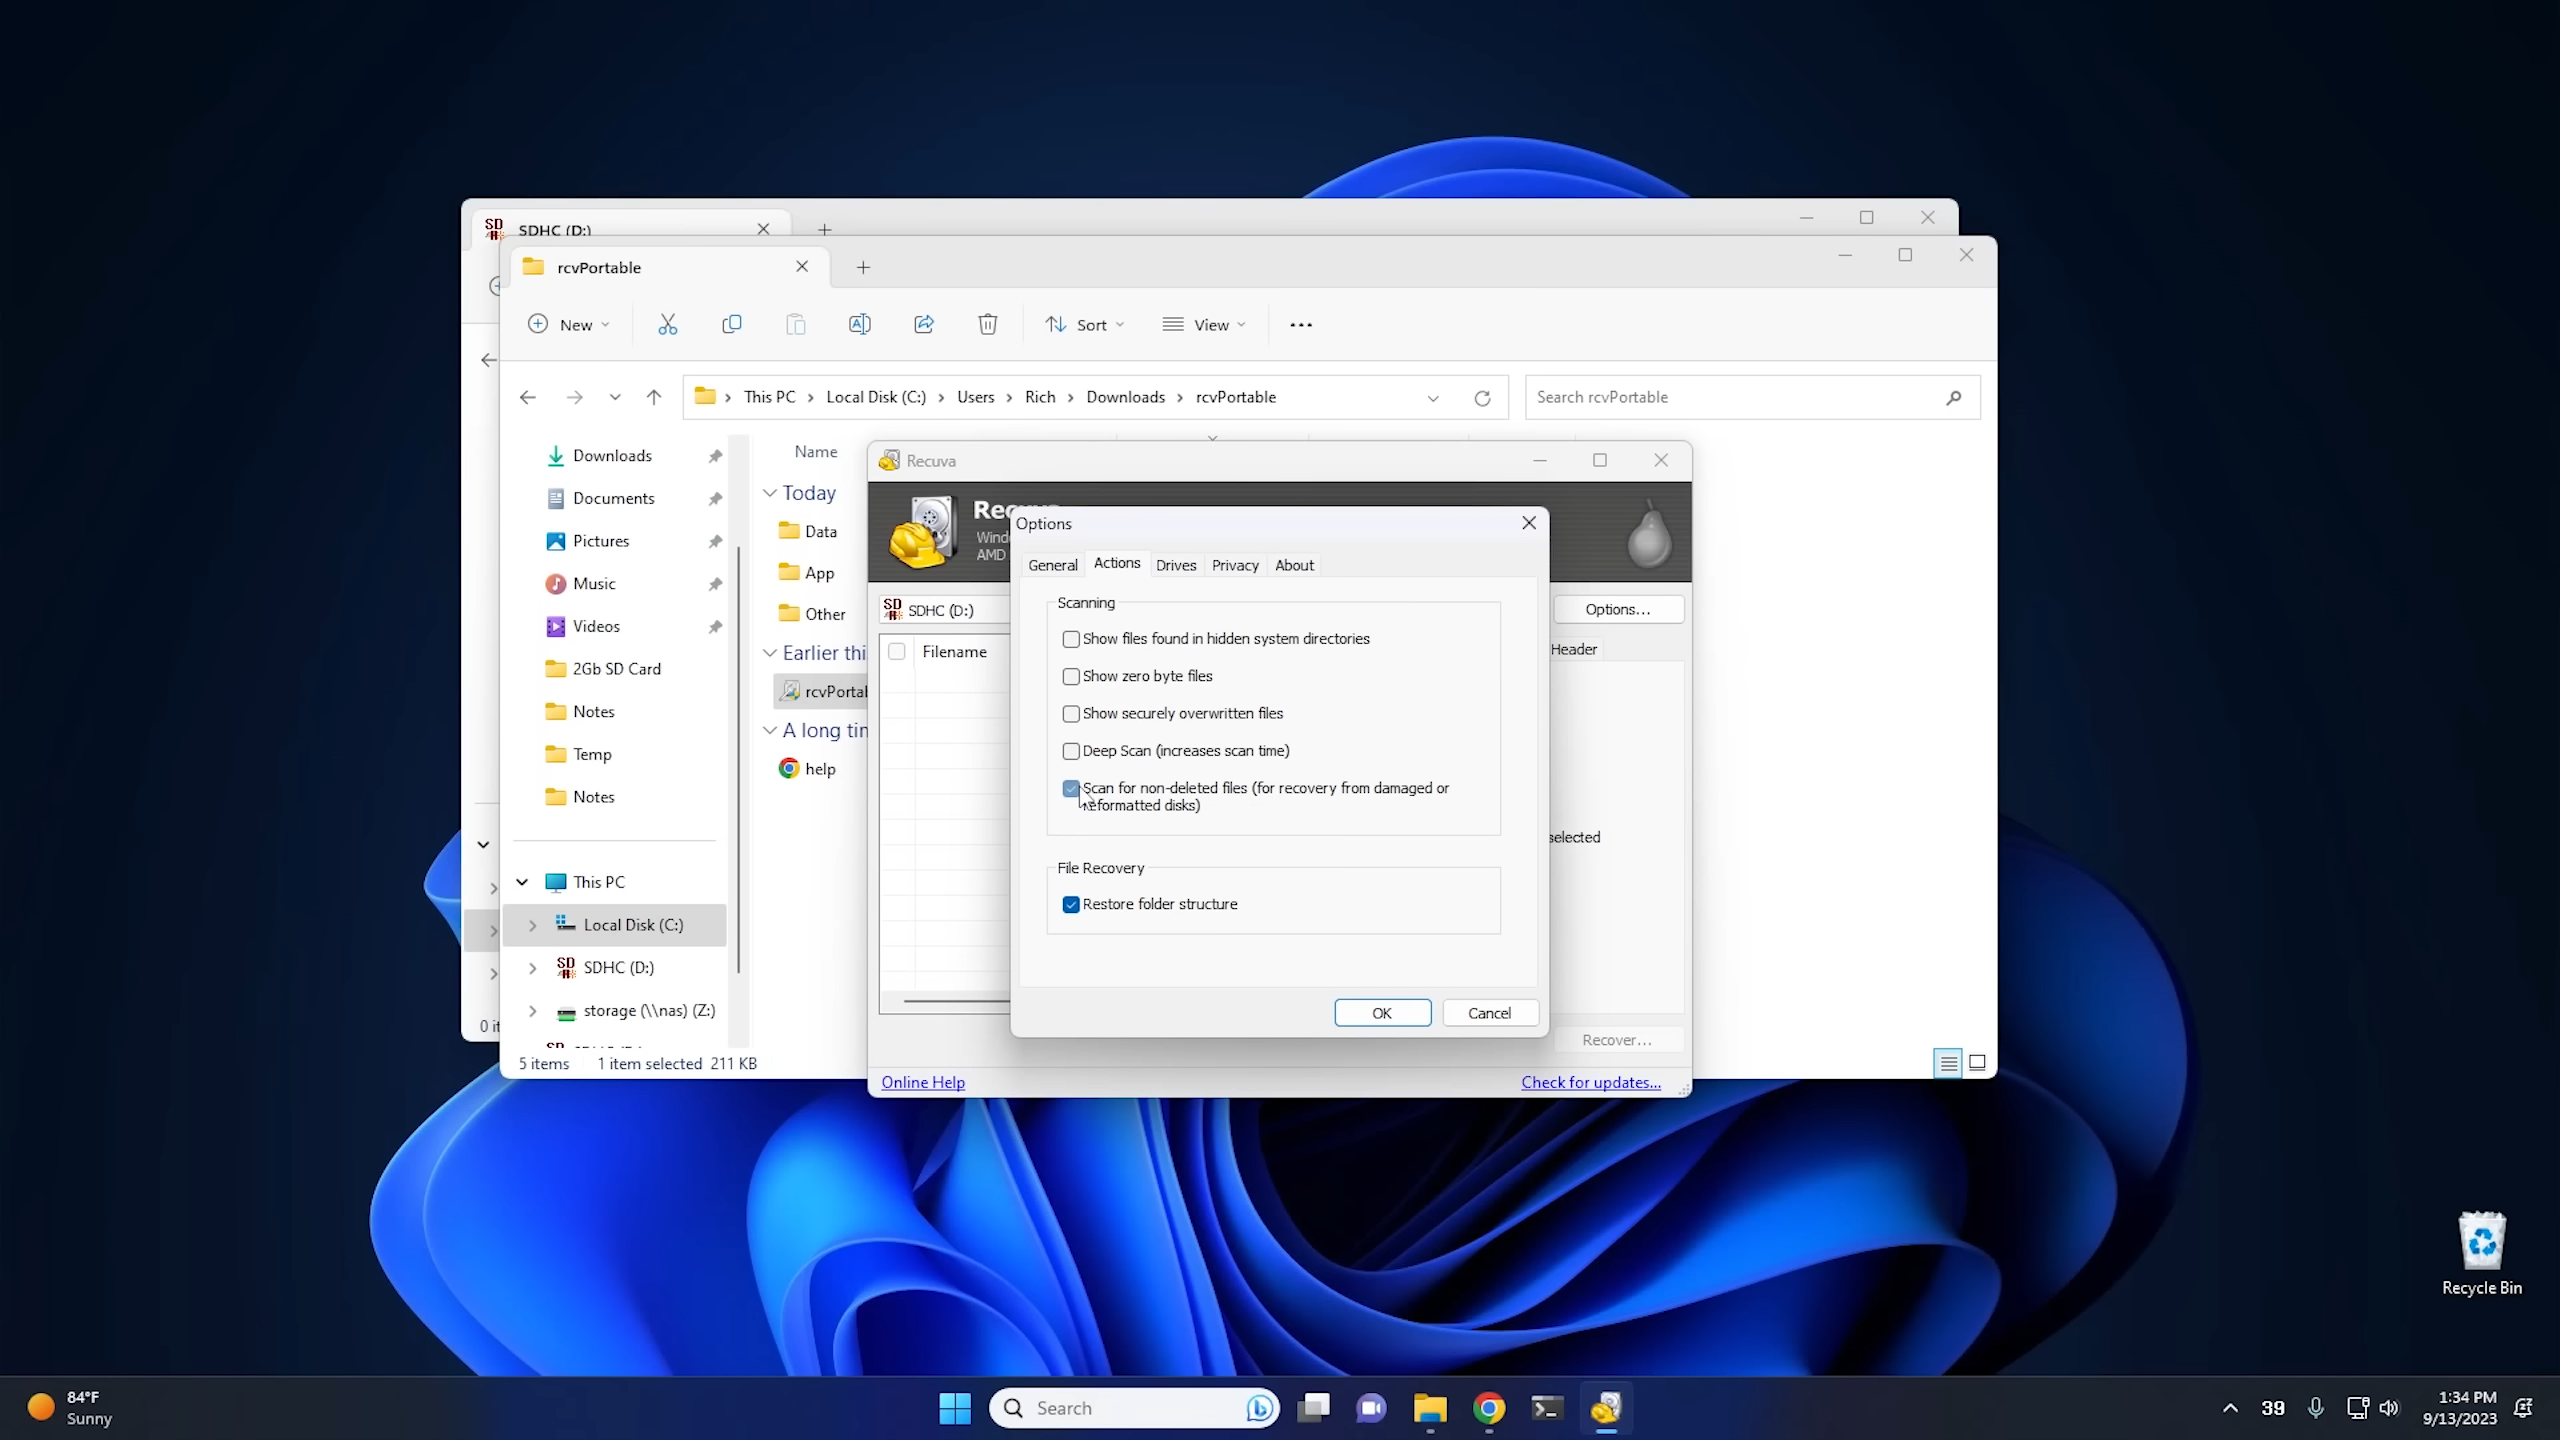 SDHC (D:)
rcvPortable
New
Sort
View
This PC > Local Disk (C:) > Users > Rich > Downloads > rcvPortable
Search rcvPortable
Downloads
Documents
Pictures
Music
Videos
2Gb SD Card
Notes
Temp
Notes
This PC
Local Disk (C:)
SDHC (D:)
storage (\\nas) (Z:)
5 items
1 item selected 211 KB
Name
Today
Data
App
Other
Earlier thi
rcvPortal
A long tin
help
Recuva
Rec
Wind
AMD
SDHC (D:)
Options...
Filename
Header
selected
Recover...
Online Help
Check for updates...
Options
General
Actions
Drives
Privacy
About
Scanning
Show files found in hidden system directories
Show zero byte files
Show securely overwritten files
Deep Scan (increases scan time)
Scan for non-deleted files (for recovery from damaged or
reformatted disks)
File Recovery
Restore folder structure
OK
Cancel
Recycle Bin
84°F
Sunny
Search
39
1:34 PM
9/13/2023